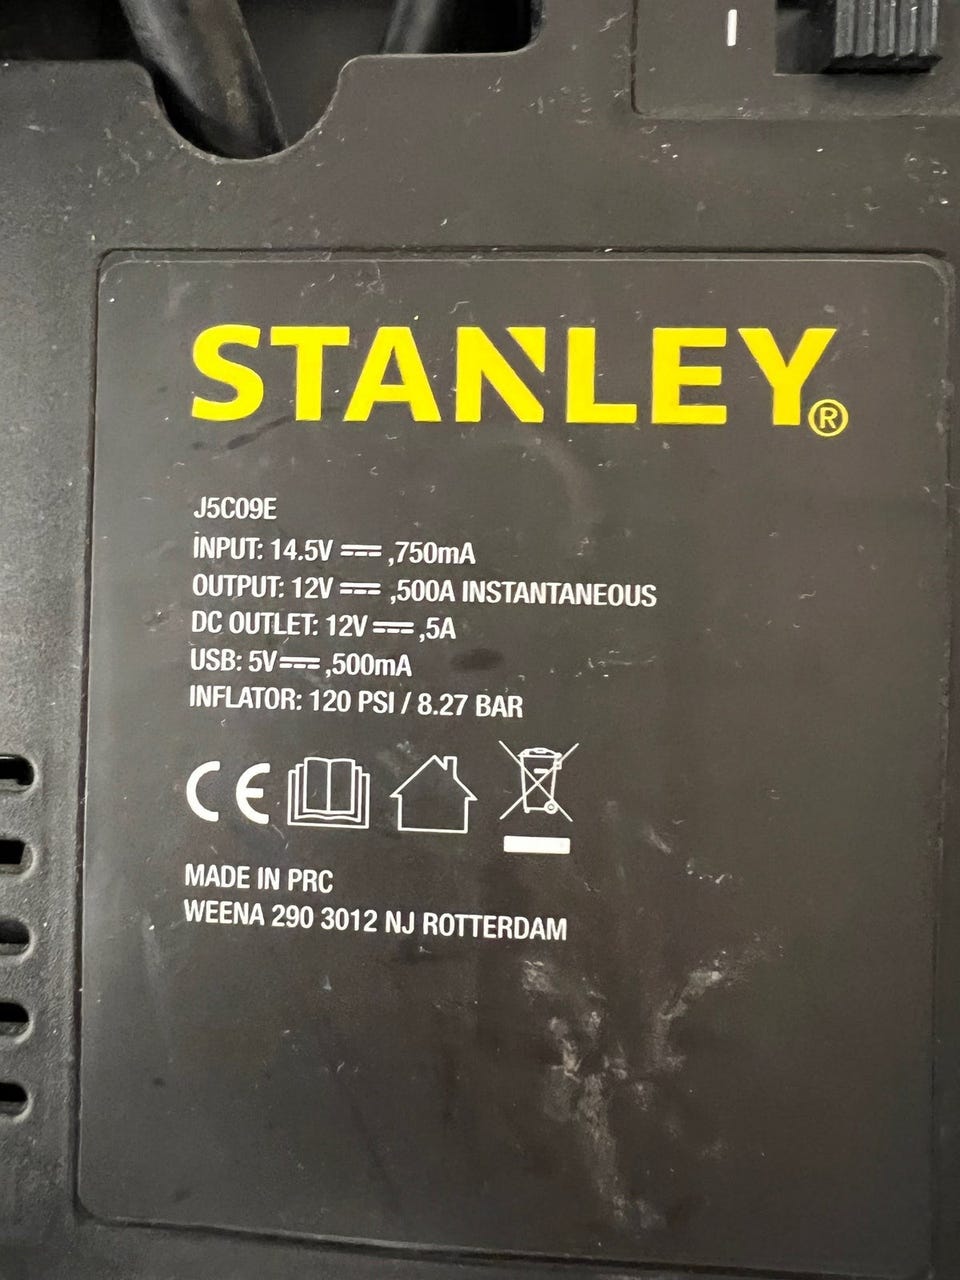 STANLEY®
J5C09E
INPUT: 14.5V ⎓ ,750mA
OUTPUT: 12V ⎓ ,500A INSTANTANEOUS
DC OUTLET: 12V ⎓ ,5A
USB: 5V ⎓ ,500mA
INFLATOR: 120 PSI / 8.27 BAR
CE
MADE IN PRC
WEENA 290 3012 NJ ROTTERDAM